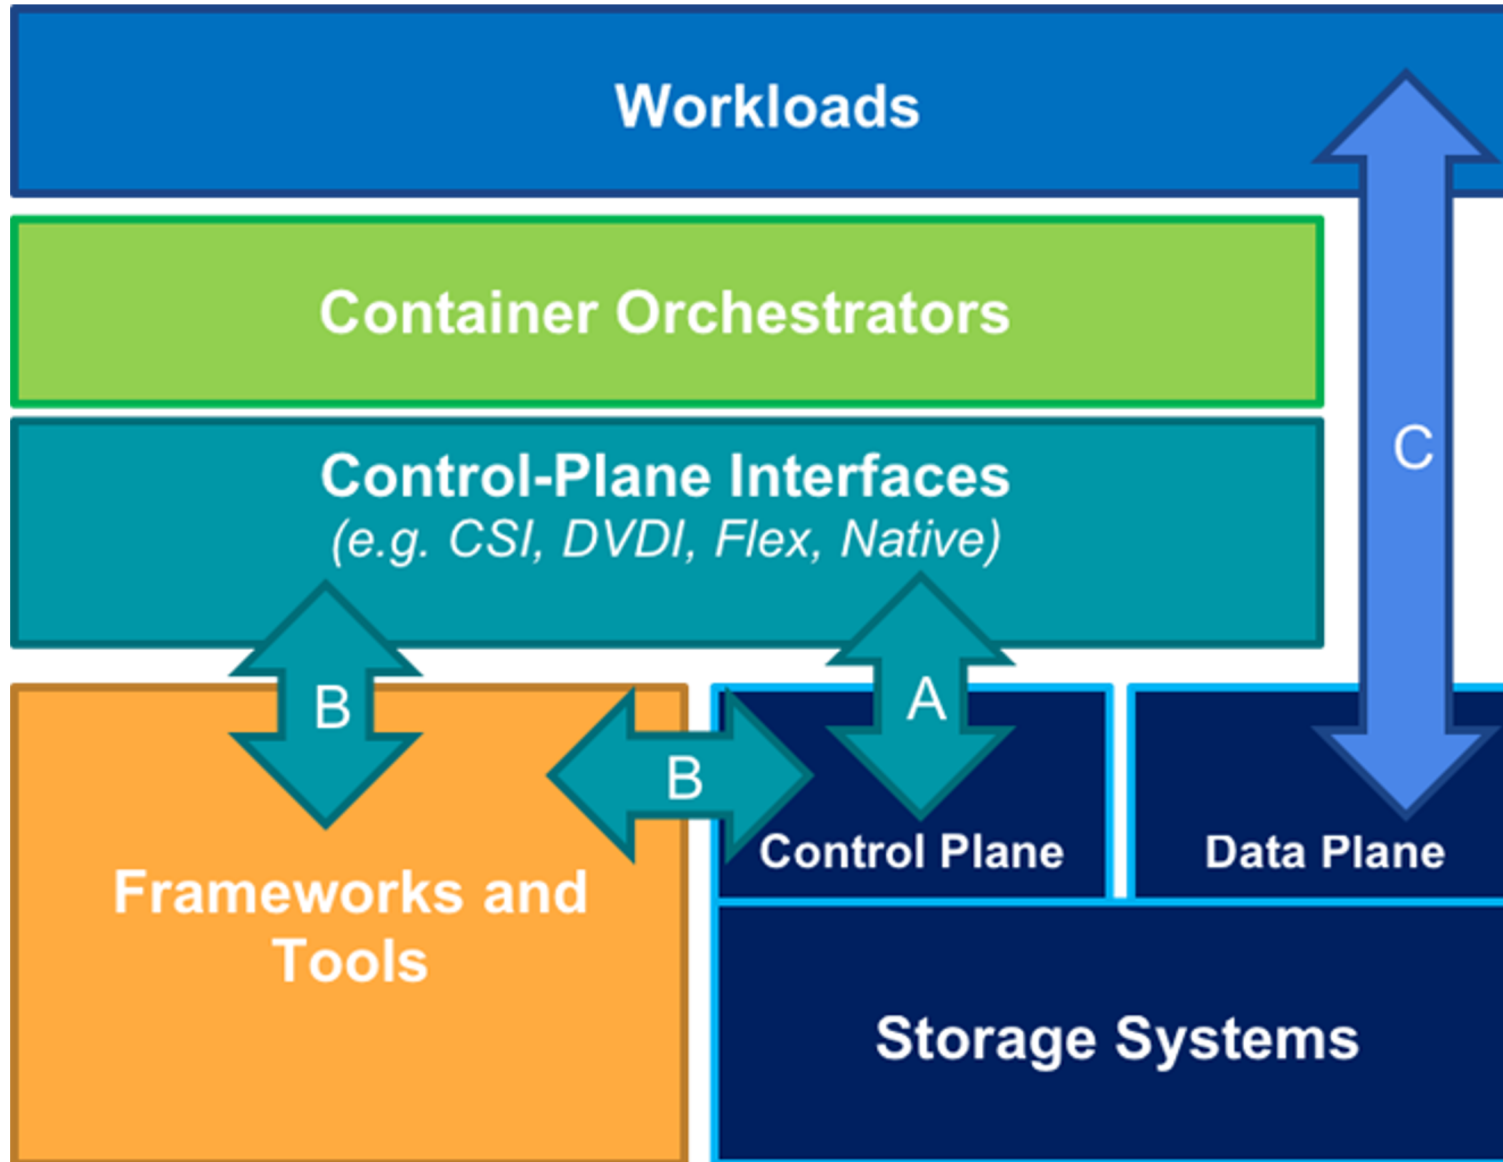 Workloads
Container Orchestrators
C
Control-Plane Interfaces
(e.g. CSI, DVDI, Flex, Native)
B
A
B
Control Plane
Data Plane
Frameworks and
Tools
Storage Systems